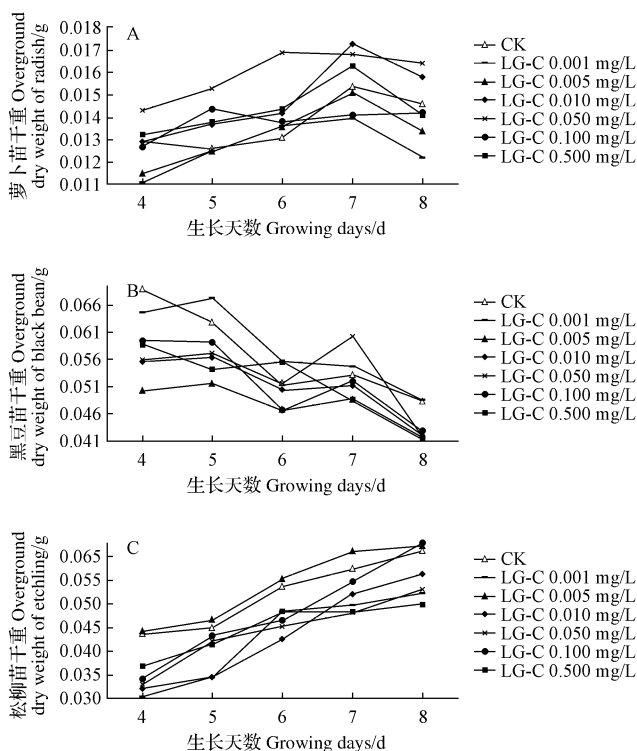 萝卜苗干重 Overground
dry weight of radish/g
0.018
0.017
0.016
0.015
0.014
0.013
0.012
0.011
A
4 5 6 7 8
生长天数 Growing days/d
CK
LG-C 0.001 mg/L
LG-C 0.005 mg/L
LG-C 0.010 mg/L
LG-C 0.050 mg/L
LG-C 0.100 mg/L
LG-C 0.500 mg/L
黑豆苗干重 Overground
dry weight of black bean/g
0.066
0.061
0.056
0.051
0.046
0.041
B
4 5 6 7 8
生长天数 Growing days/d
CK
LG-C 0.001 mg/L
LG-C 0.005 mg/L
LG-C 0.010 mg/L
LG-C 0.050 mg/L
LG-C 0.100 mg/L
LG-C 0.500 mg/L
松柳苗干重 Overground
dry weight of etchling/g
0.065
0.055
0.050
0.045
0.035
0.030
C
4 5 6 7 8
生长天数 Growing days/d
CK
LG-C 0.001 mg/L
LG-C 0.005 mg/L
LG-C 0.010 mg/L
LG-C 0.050 mg/L
LG-C 0.100 mg/L
LG-C 0.500 mg/L